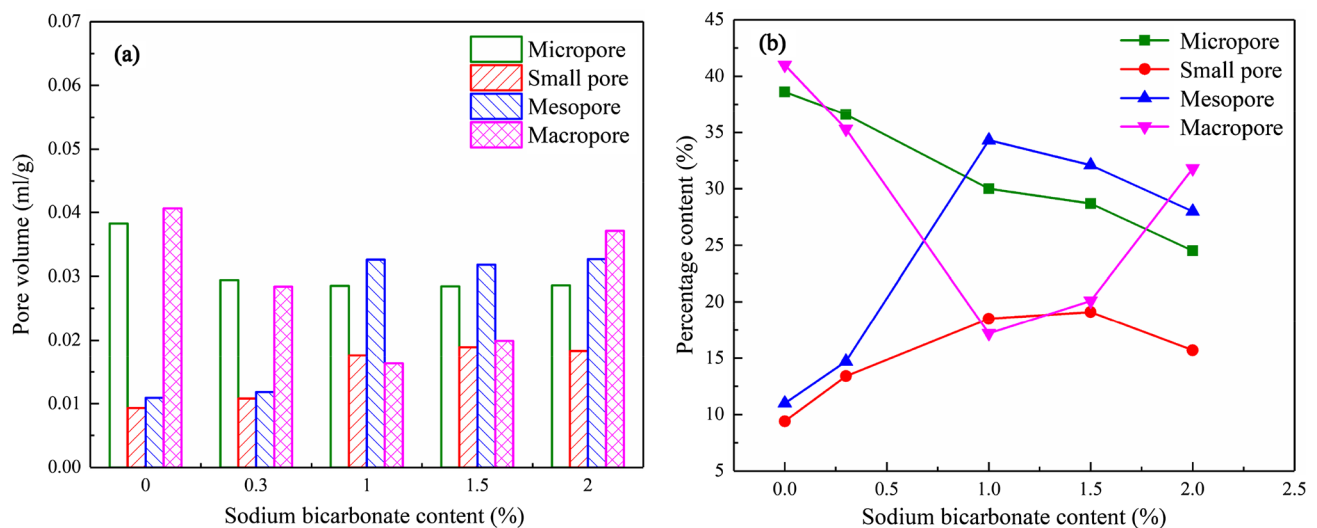 (a)
Micropore
Small pore
Mesopore
Macropore
Pore volume (ml/g)
0.07
0.06
0.05
0.04
0.03
0.02
0.01
0.00
0 0.3 1 1.5 2
Sodium bicarbonate content (%)
(b)
Micropore
Small pore
Mesopore
Macropore
Percentage content (%)
45
40
35
30
25
20
15
10
5
0.0 0.5 1.0 1.5 2.0 2.5
Sodium bicarbonate content (%)